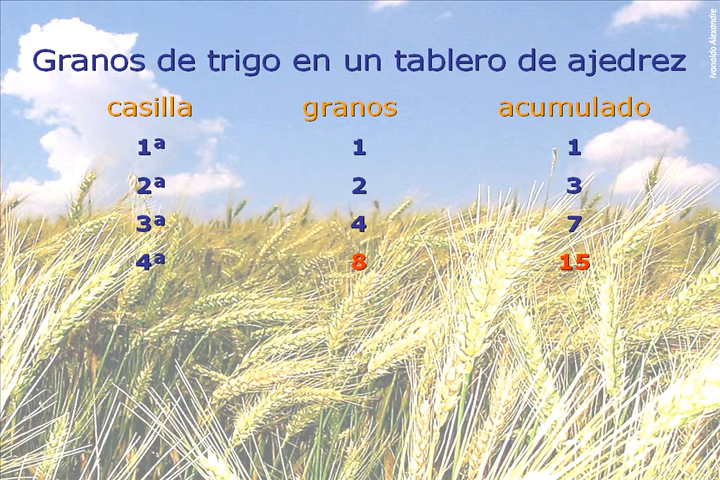 Ivonaldo Alexandre
Granos de trigo en un tablero de ajedrez
casilla granos acumulado
1ª 1 1
2ª 2 3
3ª 4 7
4ª 8 15